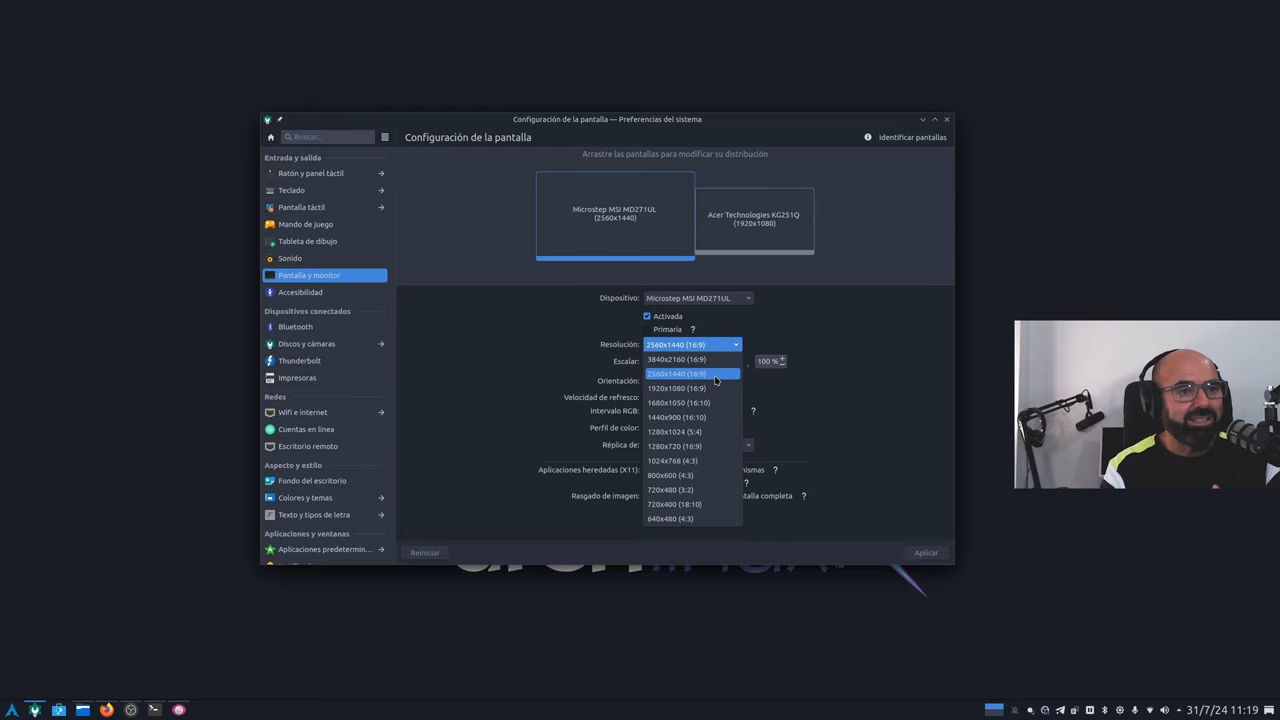 Configuración de la pantalla — Preferencias del sistema
Buscar...
Configuración de la pantalla
Identificar pantallas
Entrada y salida
Ratón y panel táctil
Teclado
Pantalla táctil
Mando de juego
Tableta de dibujo
Sonido
Pantalla y monitor
Accesibilidad
Dispositivos conectados
Bluetooth
Discos y cámaras
Thunderbolt
Impresoras
Redes
Wifi e internet
Cuentas en línea
Escritorio remoto
Aspecto y estilo
Fondo del escritorio
Colores y temas
Texto y tipos de letra
Aplicaciones y ventanas
Aplicaciones predetermin...
Arrastre las pantallas para modificar su distribución
Microstep MSI MD271UL
(2560x1440)
Acer Technologies KG251Q
(1920x1080)
Dispositivo: Microstep MSI MD271UL
Activada
Primaria ?
Resolución: 2560x1440 (16:9)
Escalar: 100 %
Orientación:
Velocidad de refresco:
Intervalo RGB: ?
Perfil de color:
Réplica de:
3840x2160 (16:9)
2560x1440 (16:9)
1920x1080 (16:9)
1680x1050 (16:10)
1440x900 (16:10)
1280x1024 (5:4)
1280x720 (16:9)
1024x768 (4:3)
800x600 (4:3)
720x480 (3:2)
720x400 (18:10)
640x480 (4:3)
Aplicaciones heredadas (X11): mismas ?
?
Rasgado de imagen: talla completa ?
Reiniciar
Aplicar
31/7/24 11:19